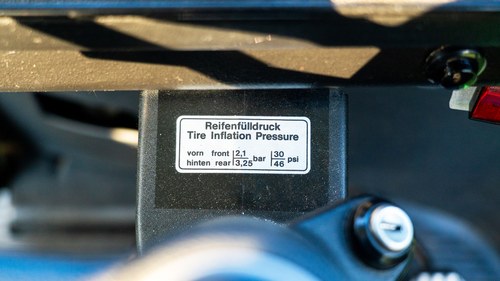 Reifenfülldruck
Tire Inflation Pressure
vorn front 2,1 bar 30 psi
hinten rear 3,25 46